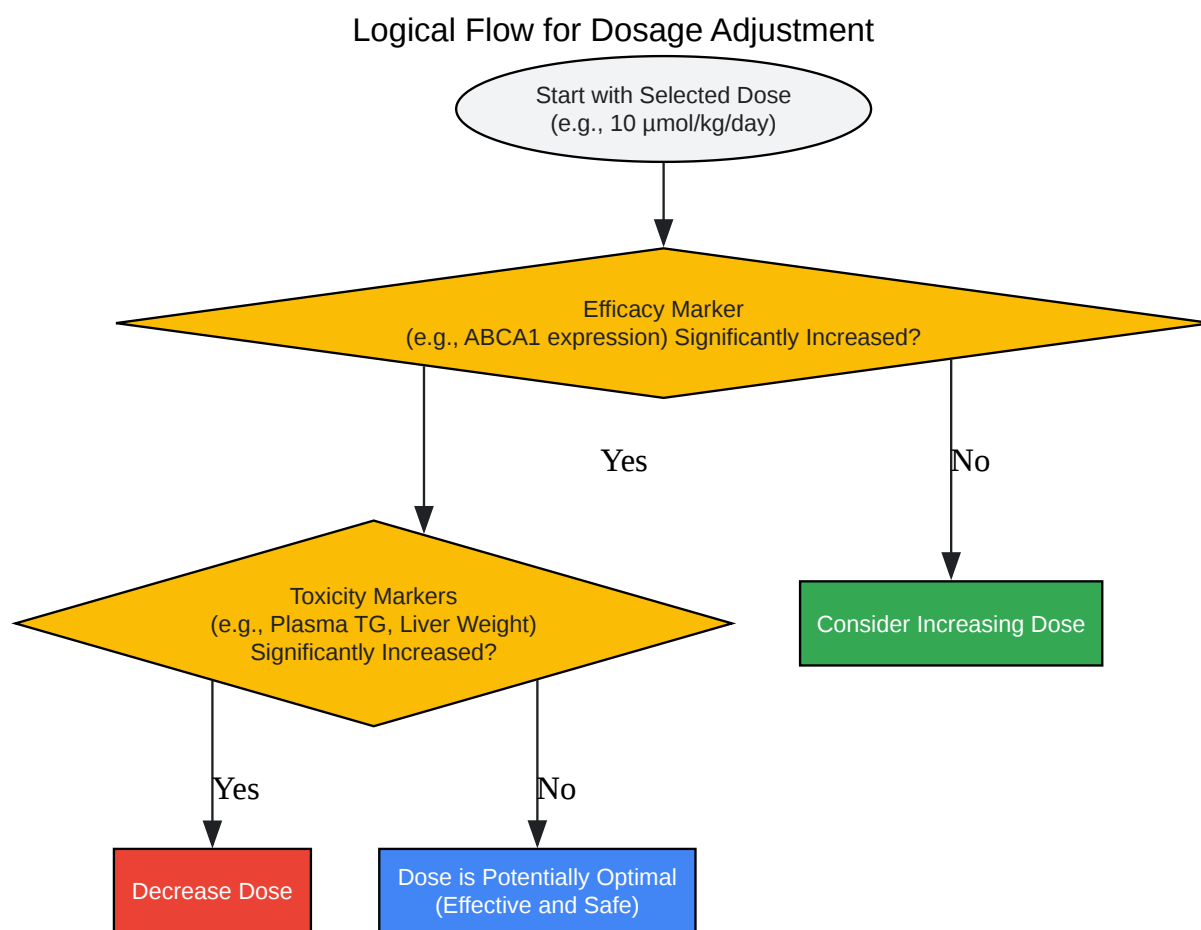 Logical Flow for Dosage Adjustment
Start with Selected Dose
(e.g., 10 µmol/kg/day)
Efficacy Marker
(e.g., ABCA1 expression) Significantly Increased?
Yes
No
Toxicity Markers
(e.g., Plasma TG, Liver Weight)
Significantly Increased?
Consider Increasing Dose
Yes
No
Decrease Dose
Dose is Potentially Optimal
(Effective and Safe)